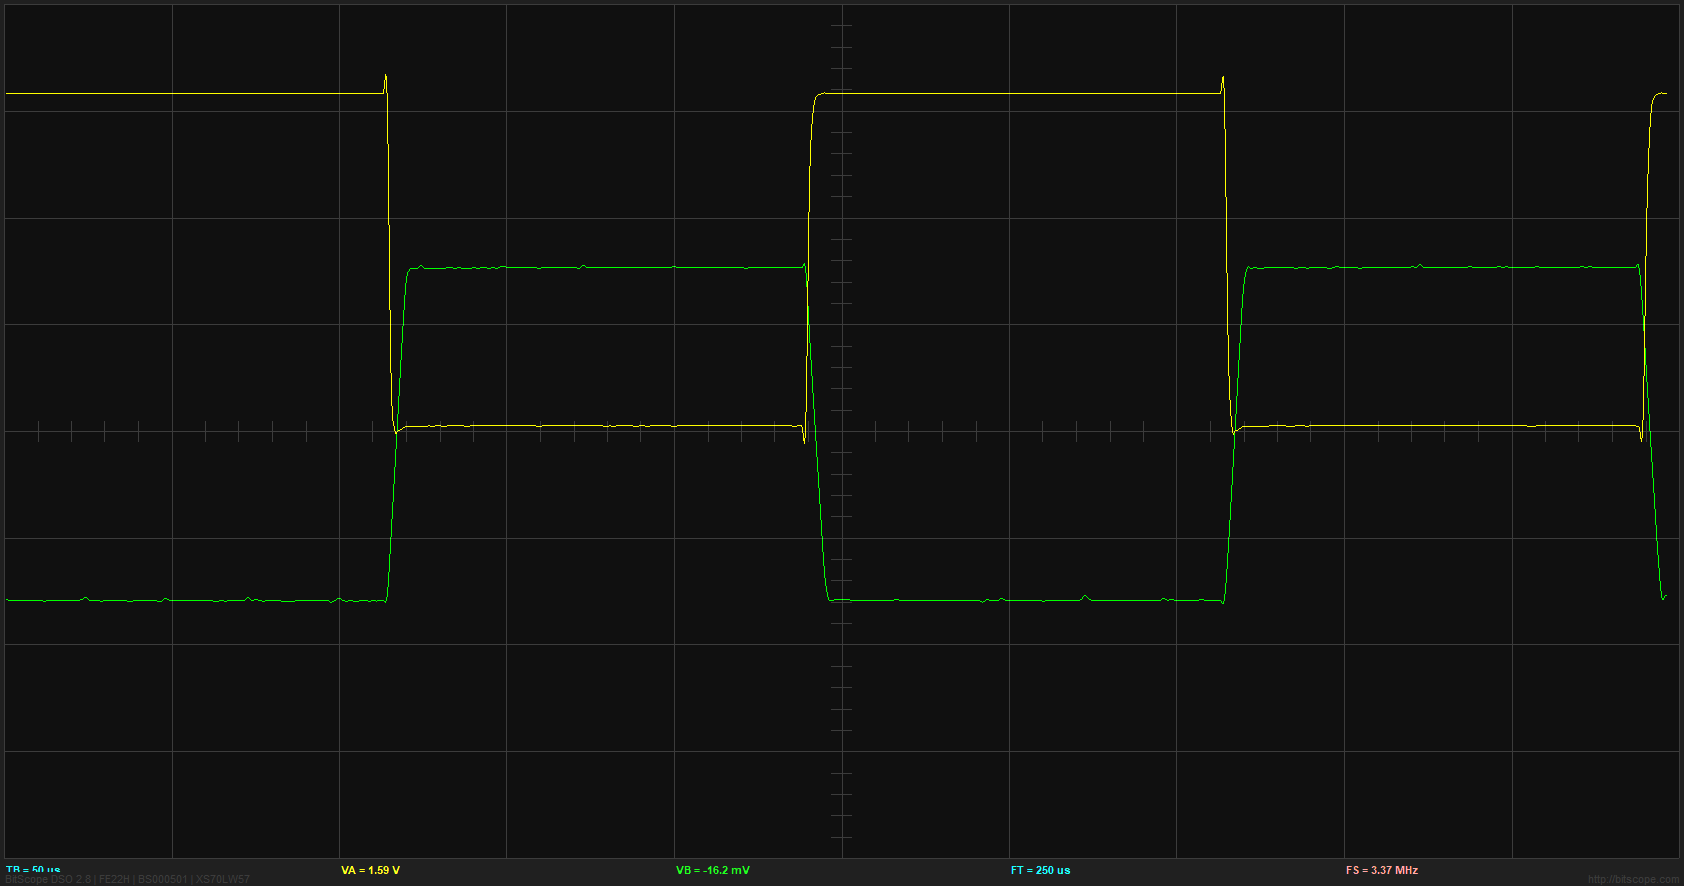 TB = 50 us VA = 1.59 V VB = -16.2 mV FT = 250 us FS = 3.37 MHz
BitScope DSO 2.8 | FE22H | BS000501 | XS70LW57 http://bitscope.com